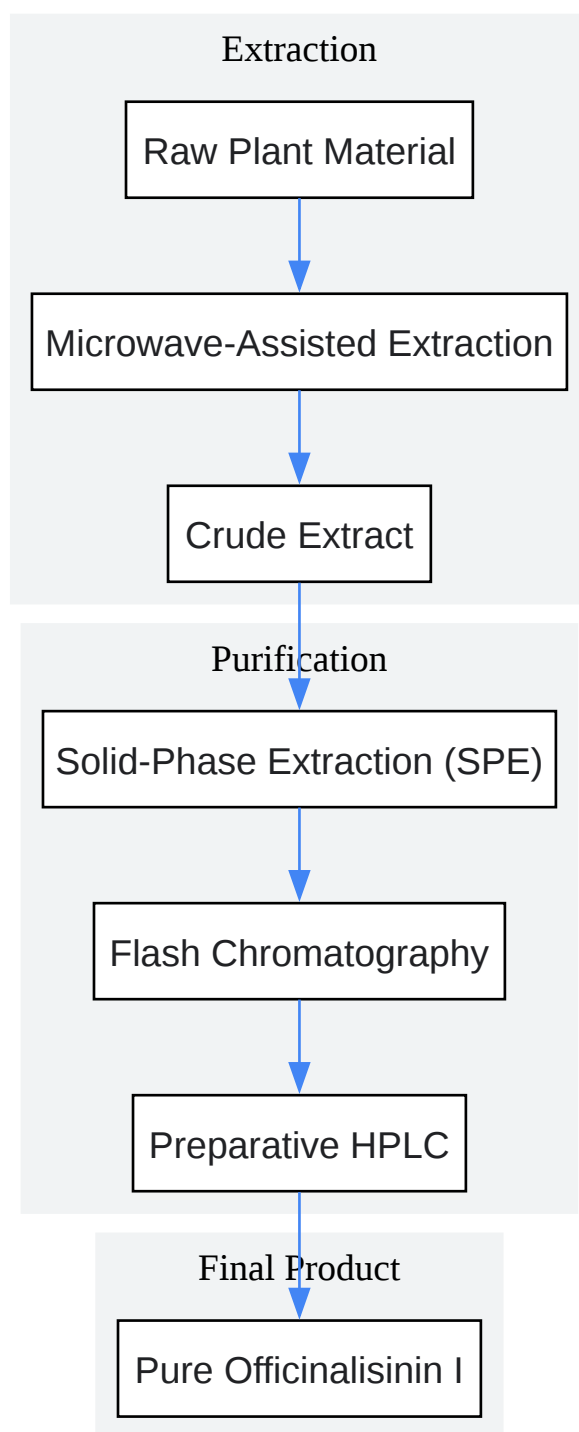 Extraction
Raw Plant Material
Microwave-Assisted Extraction
Crude Extract
Purification
Solid-Phase Extraction (SPE)
Flash Chromatography
Preparative HPLC
Final Product
Pure Officinalisinin I